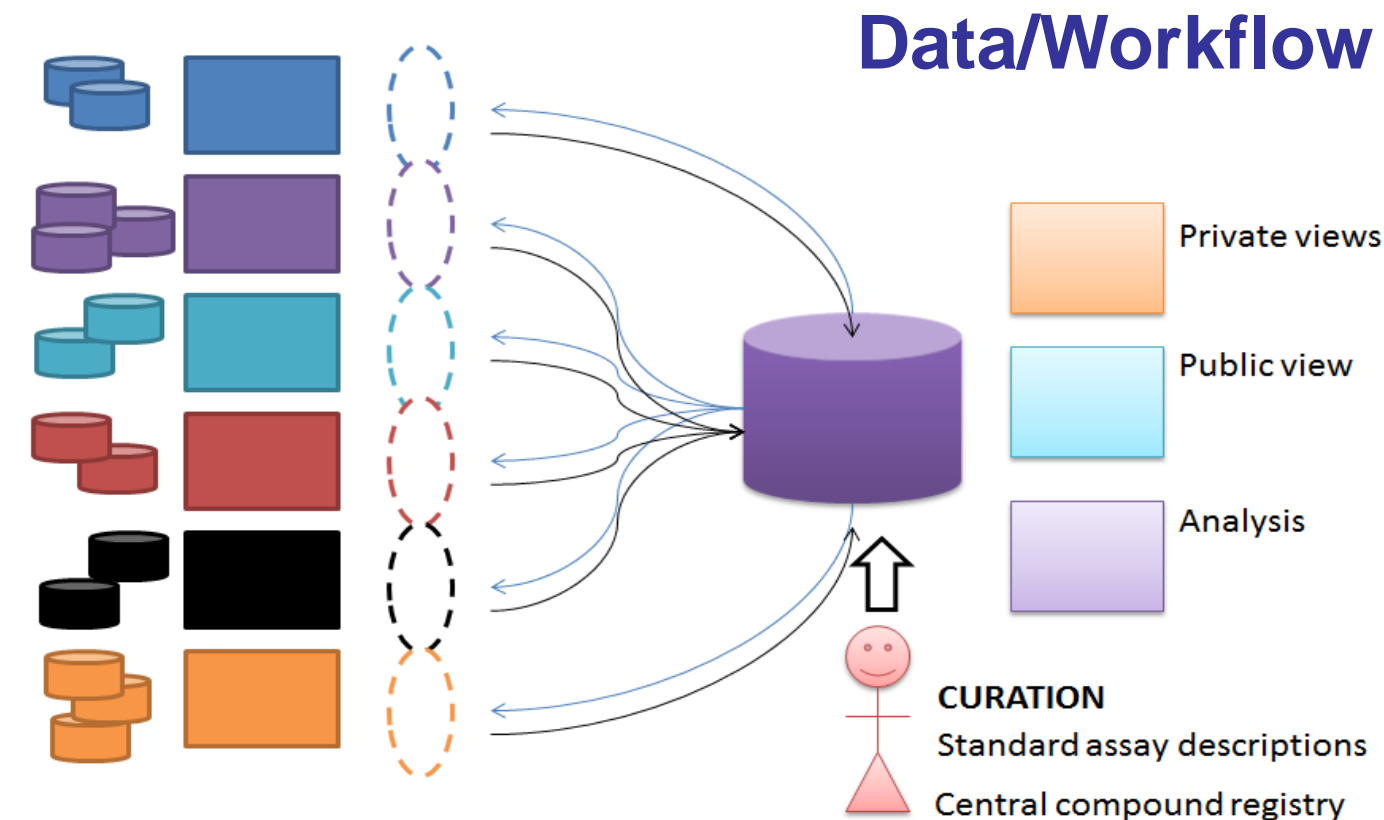 Data/Workflow
Private views
Public view
Analysis
CURATION
Standard assay descriptions
Central compound registry